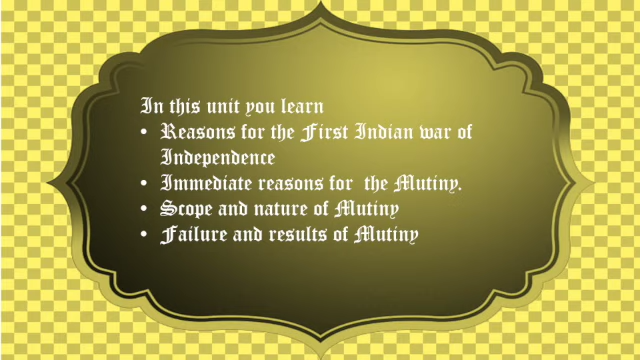 In this unit you learn
• Reasons for the First Indian war of
Independence
• Immediate reasons for the Mutiny.
• Scope and nature of Mutiny
• Failure and results of Mutiny